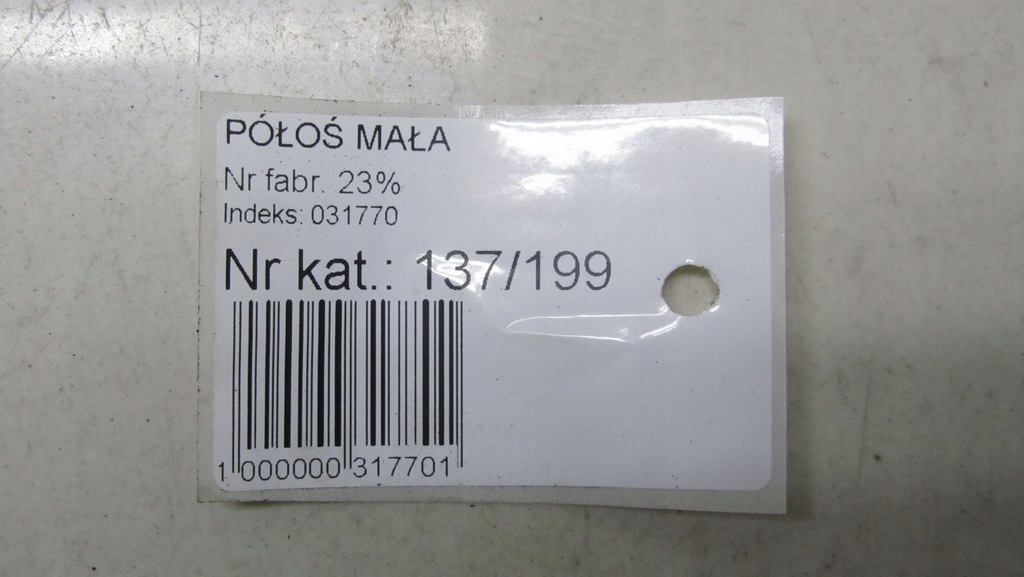 PÓŁOŚ MAŁA
Nr fabr. 23%
Indeks: 031770
Nr kat.: 137/199
1 000000 317701